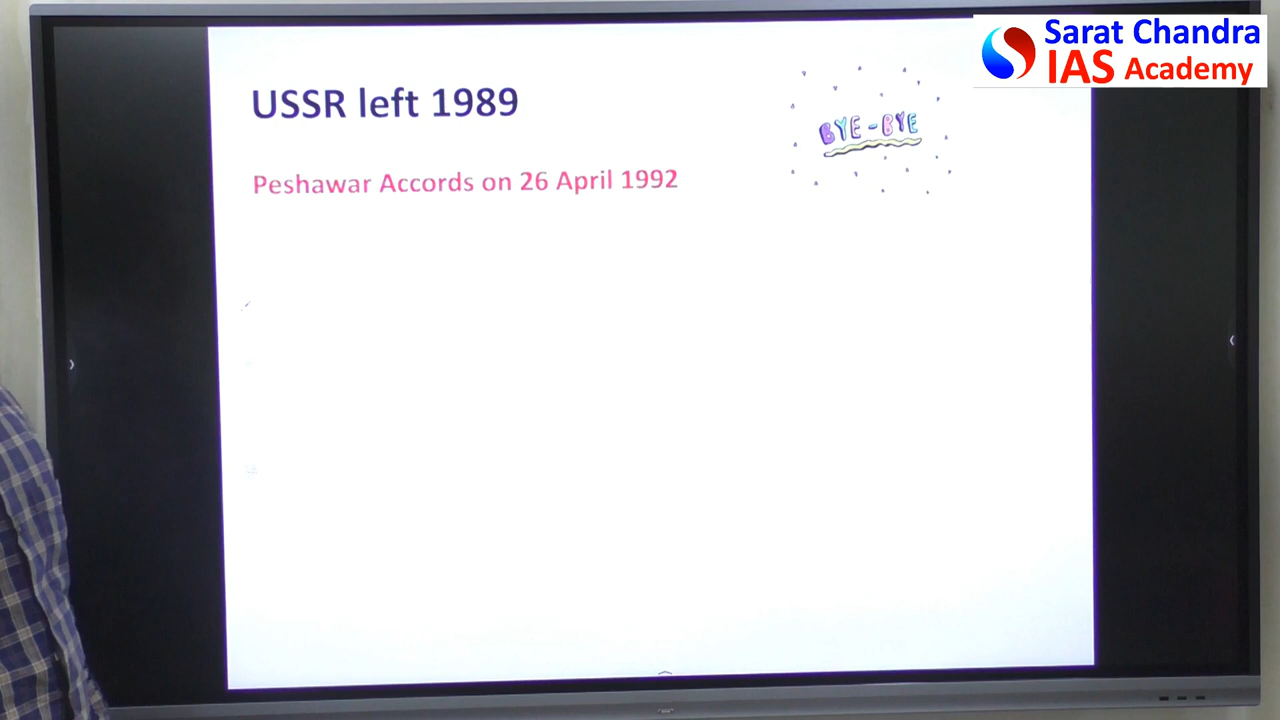 Sarat Chandra
IAS Academy
USSR left 1989
BYE-BYE
Peshawar Accords on 26 April 1992